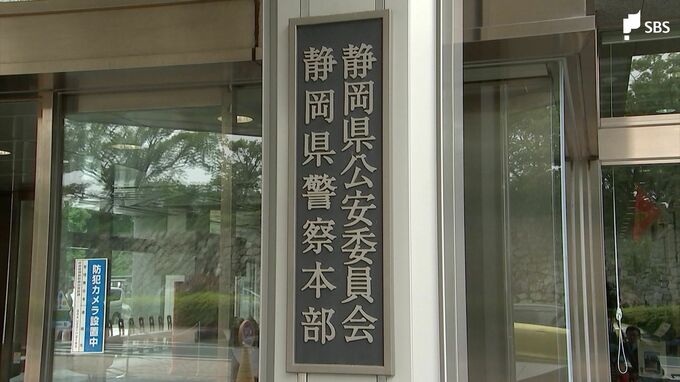 静岡県公安委員会
静岡県警察本部
防犯カメラ設置中
SBS